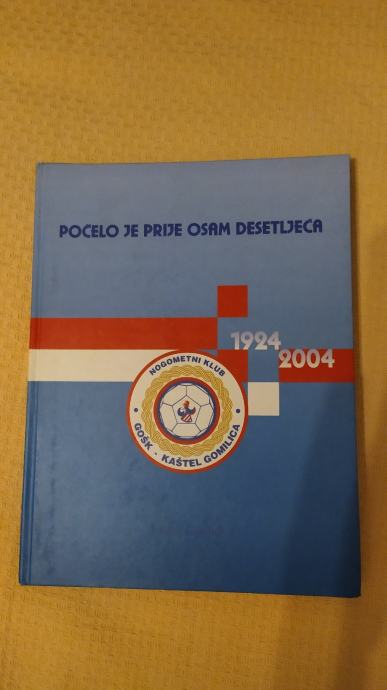 POČELO JE PRIJE OSAM DESETLJEĆA
1924
2004
NOGOMETNI KLUB
GOŠK - KAŠTEL GOMILICA